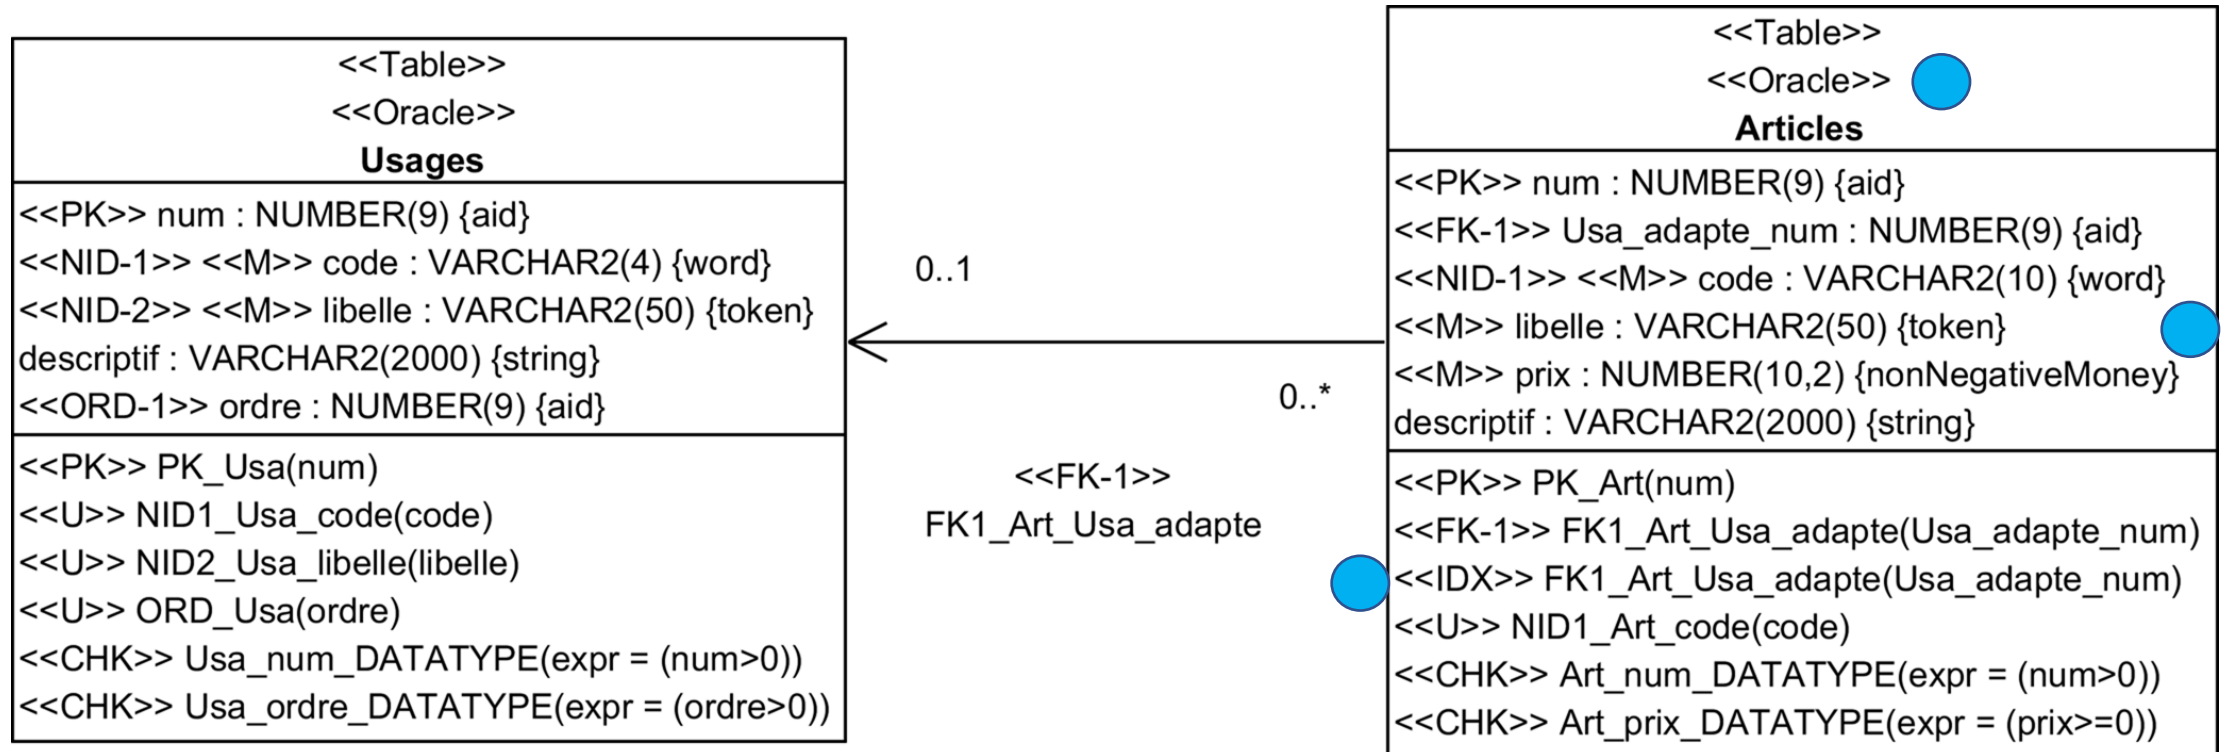 <<Table>>
<<Oracle>>
Usages
<<PK>> num : NUMBER(9) {aid}
<<NID-1>> <<M>> code : VARCHAR2(4) {word}
<<NID-2>> <<M>> libelle : VARCHAR2(50) {token}
descriptif : VARCHAR2(2000) {string}
<<ORD-1>> ordre : NUMBER(9) {aid}
<<PK>> PK_Usa(num)
<<U>> NID1_Usa_code(code)
<<U>> NID2_Usa_libelle(libelle)
<<U>> ORD_Usa(ordre)
<<CHK>> Usa_num_DATATYPE(expr = (num>0))
<<CHK>> Usa_ordre_DATATYPE(expr = (ordre>0))
0..1
0..*
<<FK-1>>
FK1_Art_Usa_adapte
<<Table>>
<<Oracle>>
Articles
<<PK>> num : NUMBER(9) {aid}
<<FK-1>> Usa_adapte_num : NUMBER(9) {aid}
<<NID-1>> <<M>> code : VARCHAR2(10) {word}
<<M>> libelle : VARCHAR2(50) {token}
<<M>> prix : NUMBER(10,2) {nonNegativeMoney}
descriptif : VARCHAR2(2000) {string}
<<PK>> PK_Art(num)
<<FK-1>> FK1_Art_Usa_adapte(Usa_adapte_num)
<<IDX>> FK1_Art_Usa_adapte(Usa_adapte_num)
<<U>> NID1_Art_code(code)
<<CHK>> Art_num_DATATYPE(expr = (num>0))
<<CHK>> Art_prix_DATATYPE(expr = (prix>=0))